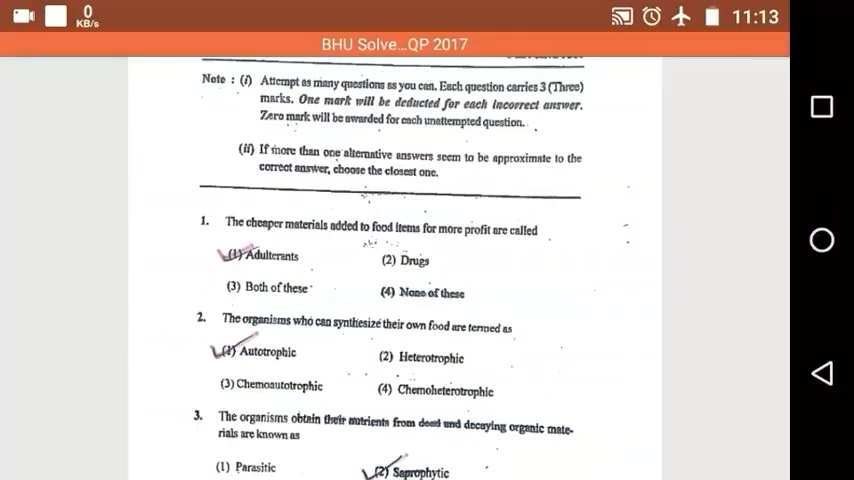 0
KB/s
11:13
BHU Solve...QP 2017
Note : (i) Attempt as many questions as you can. Each question carries 3 (Three)
marks. One mark will be deducted for each incorrect answer.
Zero mark will be awarded for each unattempted question.
(ii) If more than one alternative answers seem to be approximate to the
correct answer, choose the closest one.
1. The cheaper materials added to food items for more profit are called
(1) Adulterants (2) Drugs
(3) Both of these (4) None of these
2. The organisms who can synthesize their own food are termed as
(1) Autotrophic (2) Heterotrophic
(3) Chemoautotrophic (4) Chemoheterotrophic
3. The organisms obtain their nutrients from dead und decaying organic mate-
rials are known as
(1) Parasitic (2) Saprophytic